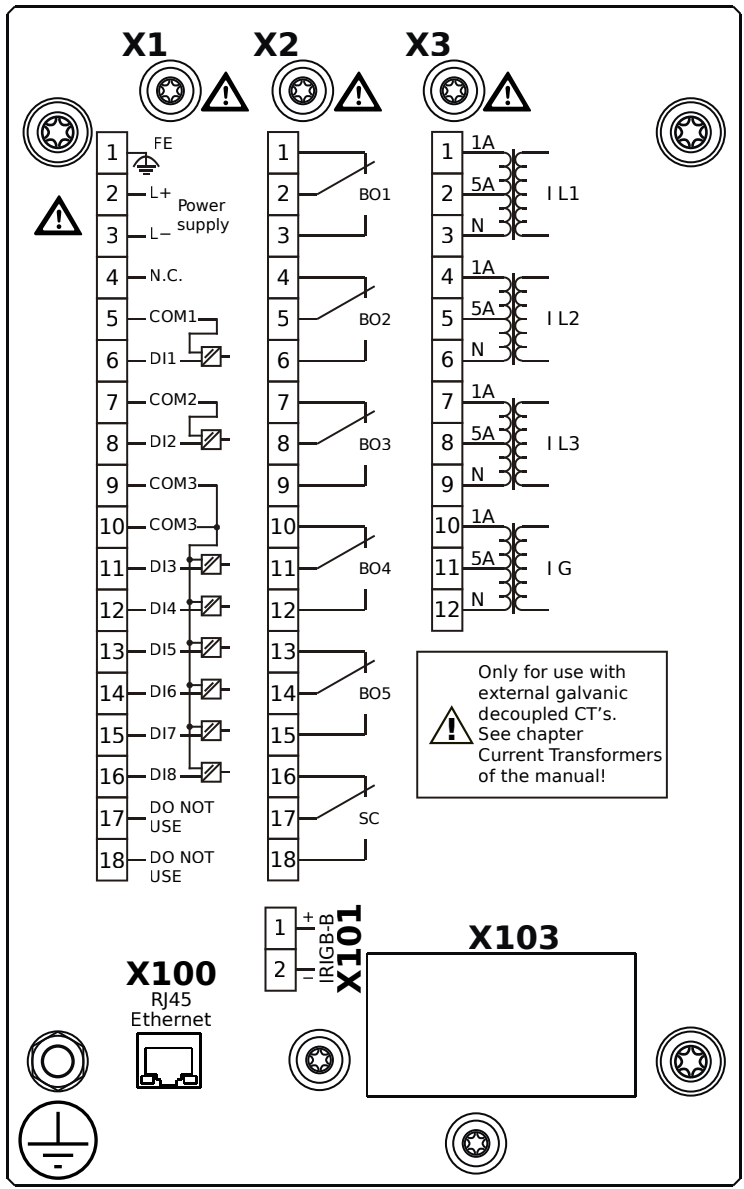 X1
X2
X3
1 FE
2 L+
Power
supply
3 L−
4 N.C.
5 COM1
6 DI1
7 COM2
8 DI2
9 COM3
10 COM3
11 DI3
12 DI4
13 DI5
14 DI6
15 DI7
16 DI8
17 DO NOT
USE
18 DO NOT
USE
1
2 BO1
3
4
5 BO2
6
7
8 BO3
9
10
11 BO4
12
13
14 BO5
15
16
17 SC
18
1 1A
2 5A I L1
3 N
4 1A
5 5A I L2
6 N
7 1A
8 5A I L3
9 N
10 1A
11 5A I G
12 N
! Only for use with
external galvanic
decoupled CT’s.
See chapter
Current Transformers
of the manual!
1 +
2 −
IRIGB-B
X101
X103
X100
RJ45
Ethernet